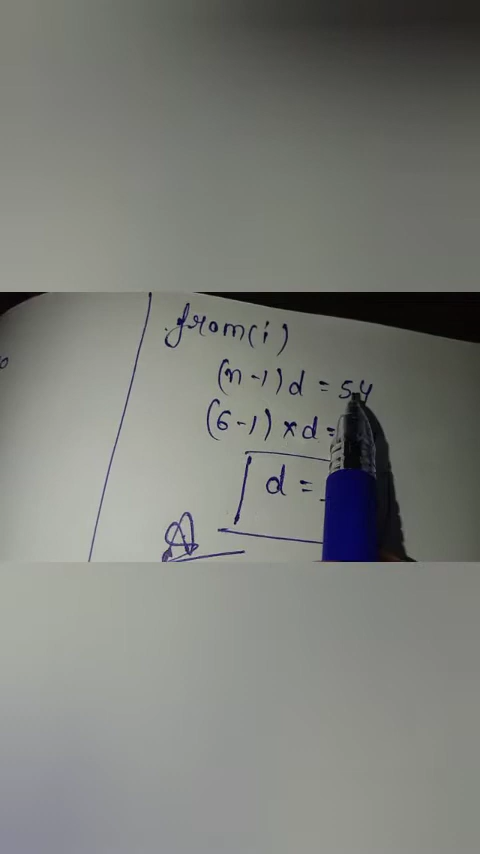 from(i)
(n-1)d = 54
(6-1)×d=
d =